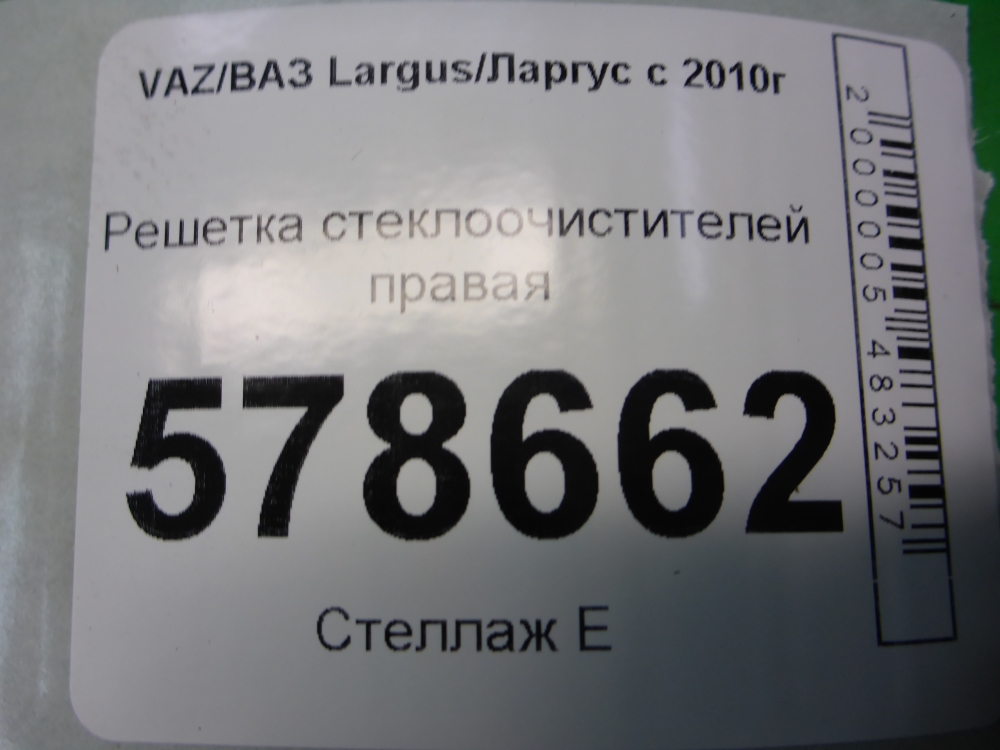 VAZ/ВАЗ Largus/Ларгус с 2010г
Решетка стеклоочистителей
правая
578662
Стеллаж Е
2000005483257